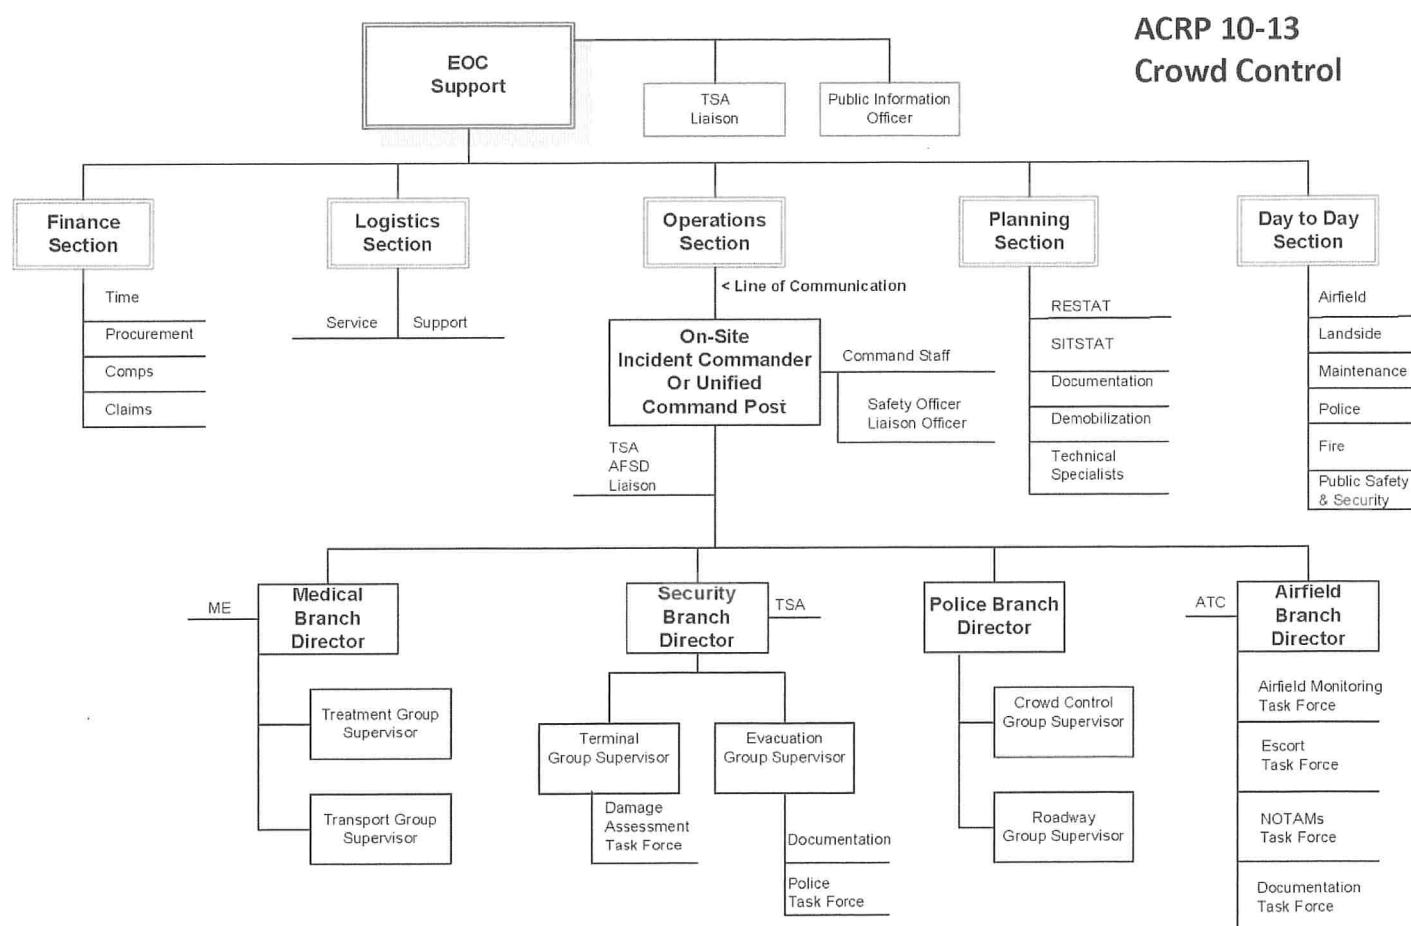 ACRP 10-13
Crowd Control
EOC
Support
TSA
Liaison
Public Information
Officer
Finance
Section
Logistics
Section
Operations
Section
Planning
Section
Day to Day
Section
< Line of Communication
Time
Procurement
Comps
Claims
Service
Support
On-Site
Incident Commander
Or Unified
Command Post
Command Staff
Safety Officer
Liaison Officer
RESTAT
SITSTAT
Documentation
Demobilization
Technical
Specialists
Airfield
Landside
Maintenance
Police
Fire
Public Safety
& Security
TSA
AFSD
Liaison
ME
Medical
Branch
Director
Security
Branch
Director
TSA
Police Branch
Director
ATC
Airfield
Branch
Director
Treatment Group
Supervisor
Transport Group
Supervisor
Terminal
Group Supervisor
Damage
Assessment
Task Force
Evacuation
Group Supervisor
Documentation
Police
Task Force
Crowd Control
Group Supervisor
Roadway
Group Supervisor
Airfield Monitoring
Task Force
Escort
Task Force
NOTAMs
Task Force
Documentation
Task Force